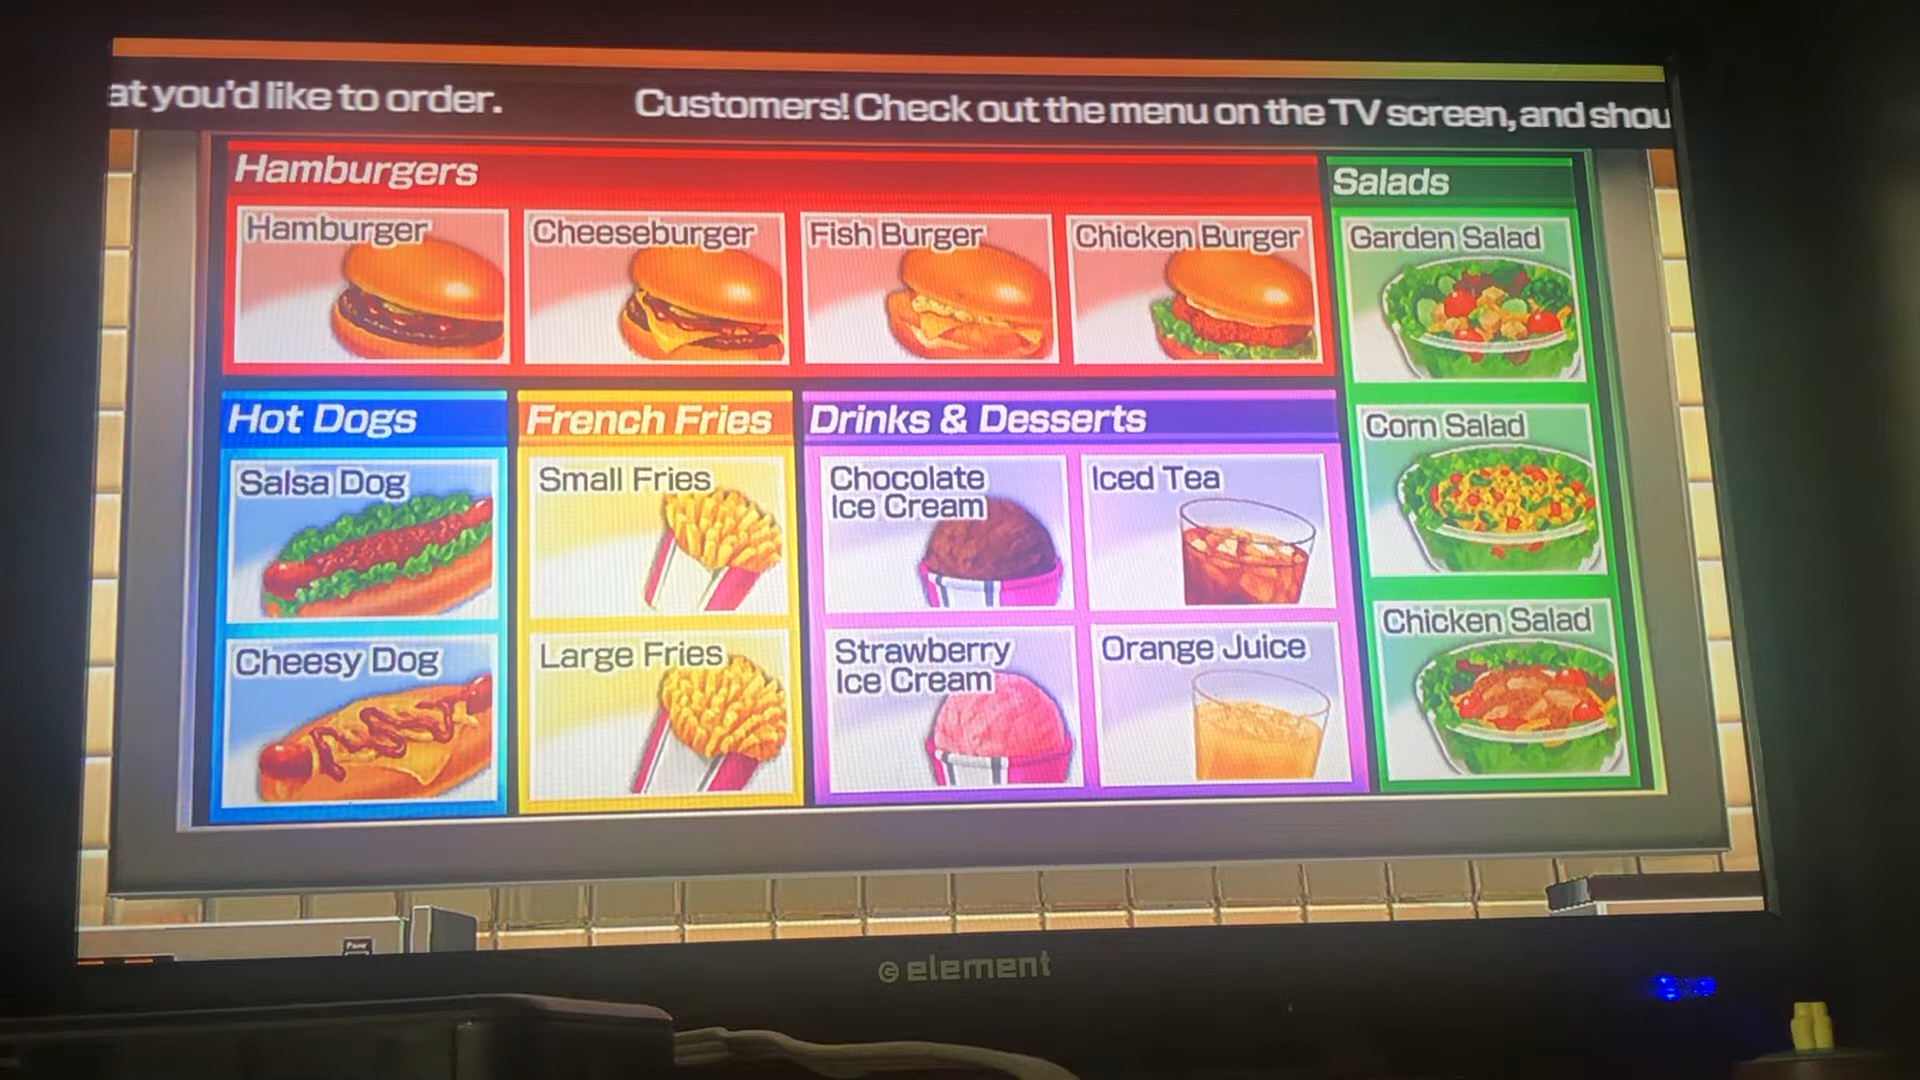 at you'd like to order. Customers! Check out the menu on the TV screen, and shou
Hamburgers
Hamburger
Cheeseburger
Fish Burger
Chicken Burger
Salads
Garden Salad
Corn Salad
Chicken Salad
Hot Dogs
Salsa Dog
Cheesy Dog
French Fries
Small Fries
Large Fries
Drinks & Desserts
Chocolate
Ice Cream
Iced Tea
Strawberry
Ice Cream
Orange Juice
element